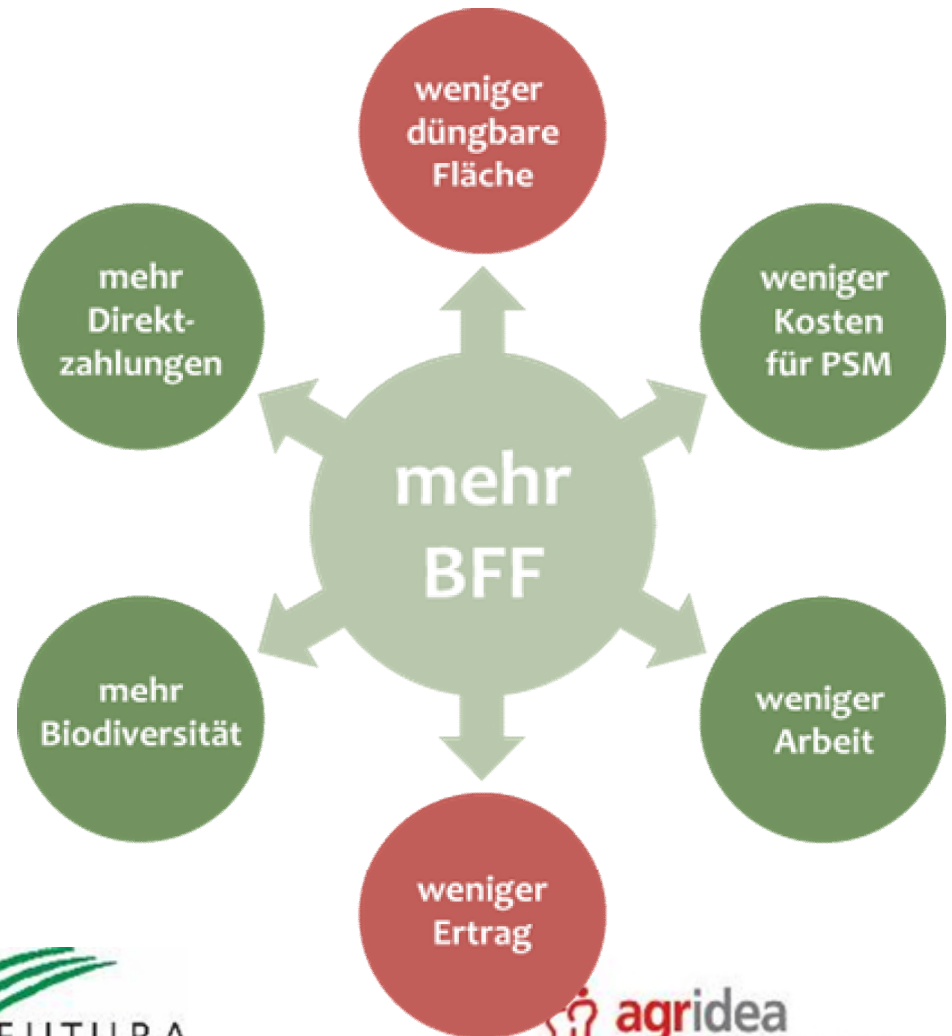 weniger
düngbare
Fläche
mehr
Direkt-
zahlungen
weniger
Kosten
für PSM
mehr
BFF
mehr
Biodiversität
weniger
Arbeit
weniger
Ertrag
FUTURA
agridea